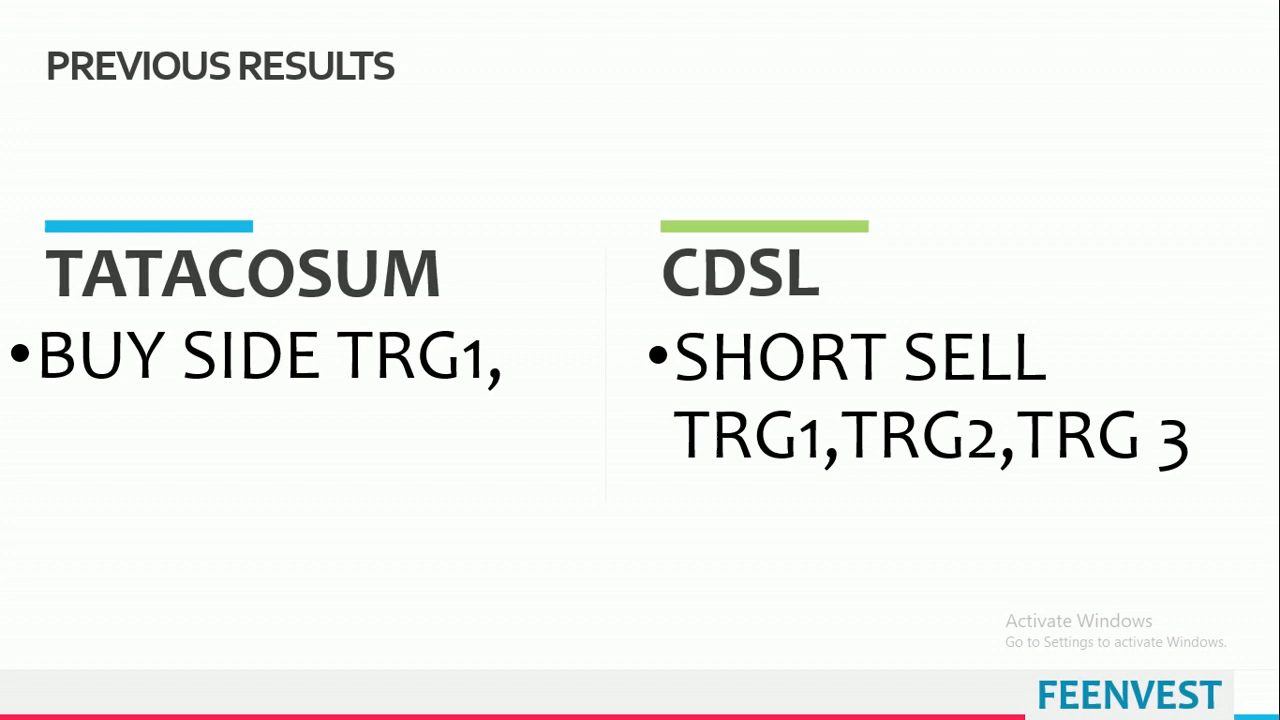 PREVIOUS RESULTS
TATACOSUM
•BUY SIDE TRG1,
CDSL
•SHORT SELL
TRG1,TRG2,TRG 3
Activate Windows
Go to Settings to activate Windows.
FEENVEST